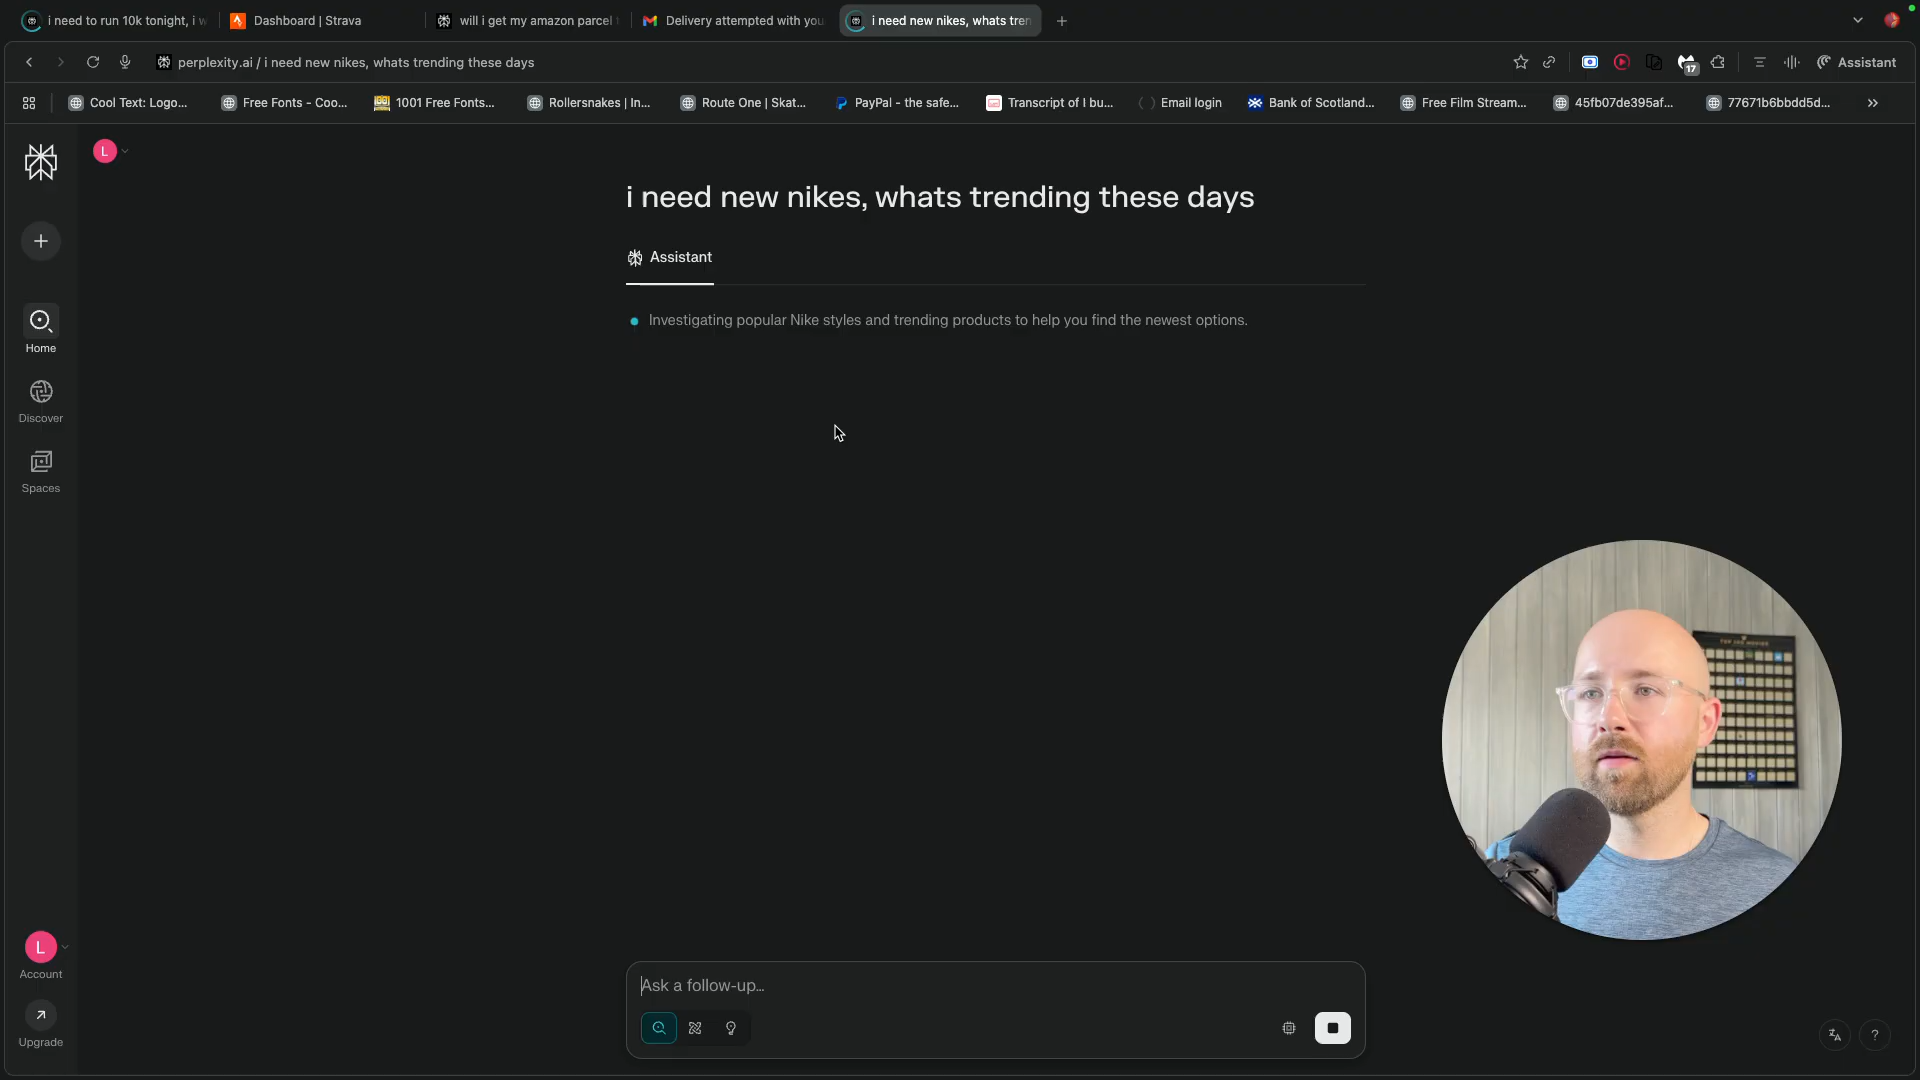 i need to run 10k tonight, i w
Dashboard | Strava
will i get my amazon parcel t
Delivery attempted with you
i need new nikes, whats tren
perplexity.ai / i need new nikes, whats trending these days
17
Assistant
Cool Text: Logo...
Free Fonts - Coo...
1001 Free Fonts...
Rollersnakes | In...
Route One | Skat...
PayPal - the safe...
Transcript of I bu...
Email login
Bank of Scotland...
Free Film Stream...
45fb07de395af...
77671b6bbdd5d...
L
i need new nikes, whats trending these days
Assistant
Investigating popular Nike styles and trending products to help you find the newest options.
Home
Discover
Spaces
L
Account
Upgrade
Ask a follow-up...
?